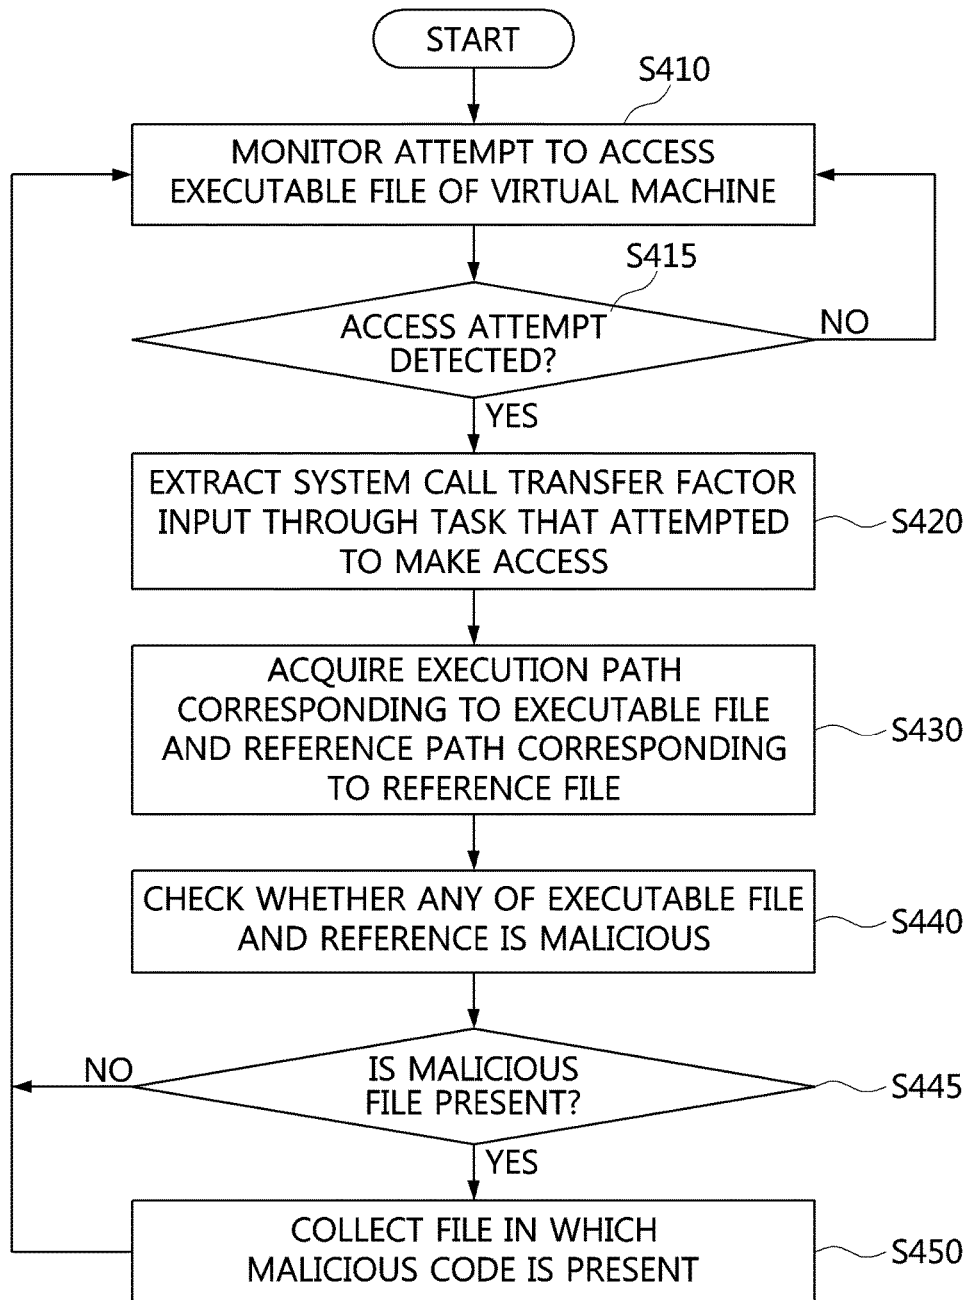 START
S410
MONITOR ATTEMPT TO ACCESS
EXECUTABLE FILE OF VIRTUAL MACHINE
S415
ACCESS ATTEMPT
DETECTED?
NO
YES
EXTRACT SYSTEM CALL TRANSFER FACTOR
INPUT THROUGH TASK THAT ATTEMPTED
TO MAKE ACCESS
S420
ACQUIRE EXECUTION PATH
CORRESPONDING TO EXECUTABLE FILE
AND REFERENCE PATH CORRESPONDING
TO REFERENCE FILE
S430
CHECK WHETHER ANY OF EXECUTABLE FILE
AND REFERENCE IS MALICIOUS
S440
NO
IS MALICIOUS
FILE PRESENT?
S445
YES
COLLECT FILE IN WHICH
MALICIOUS CODE IS PRESENT
S450